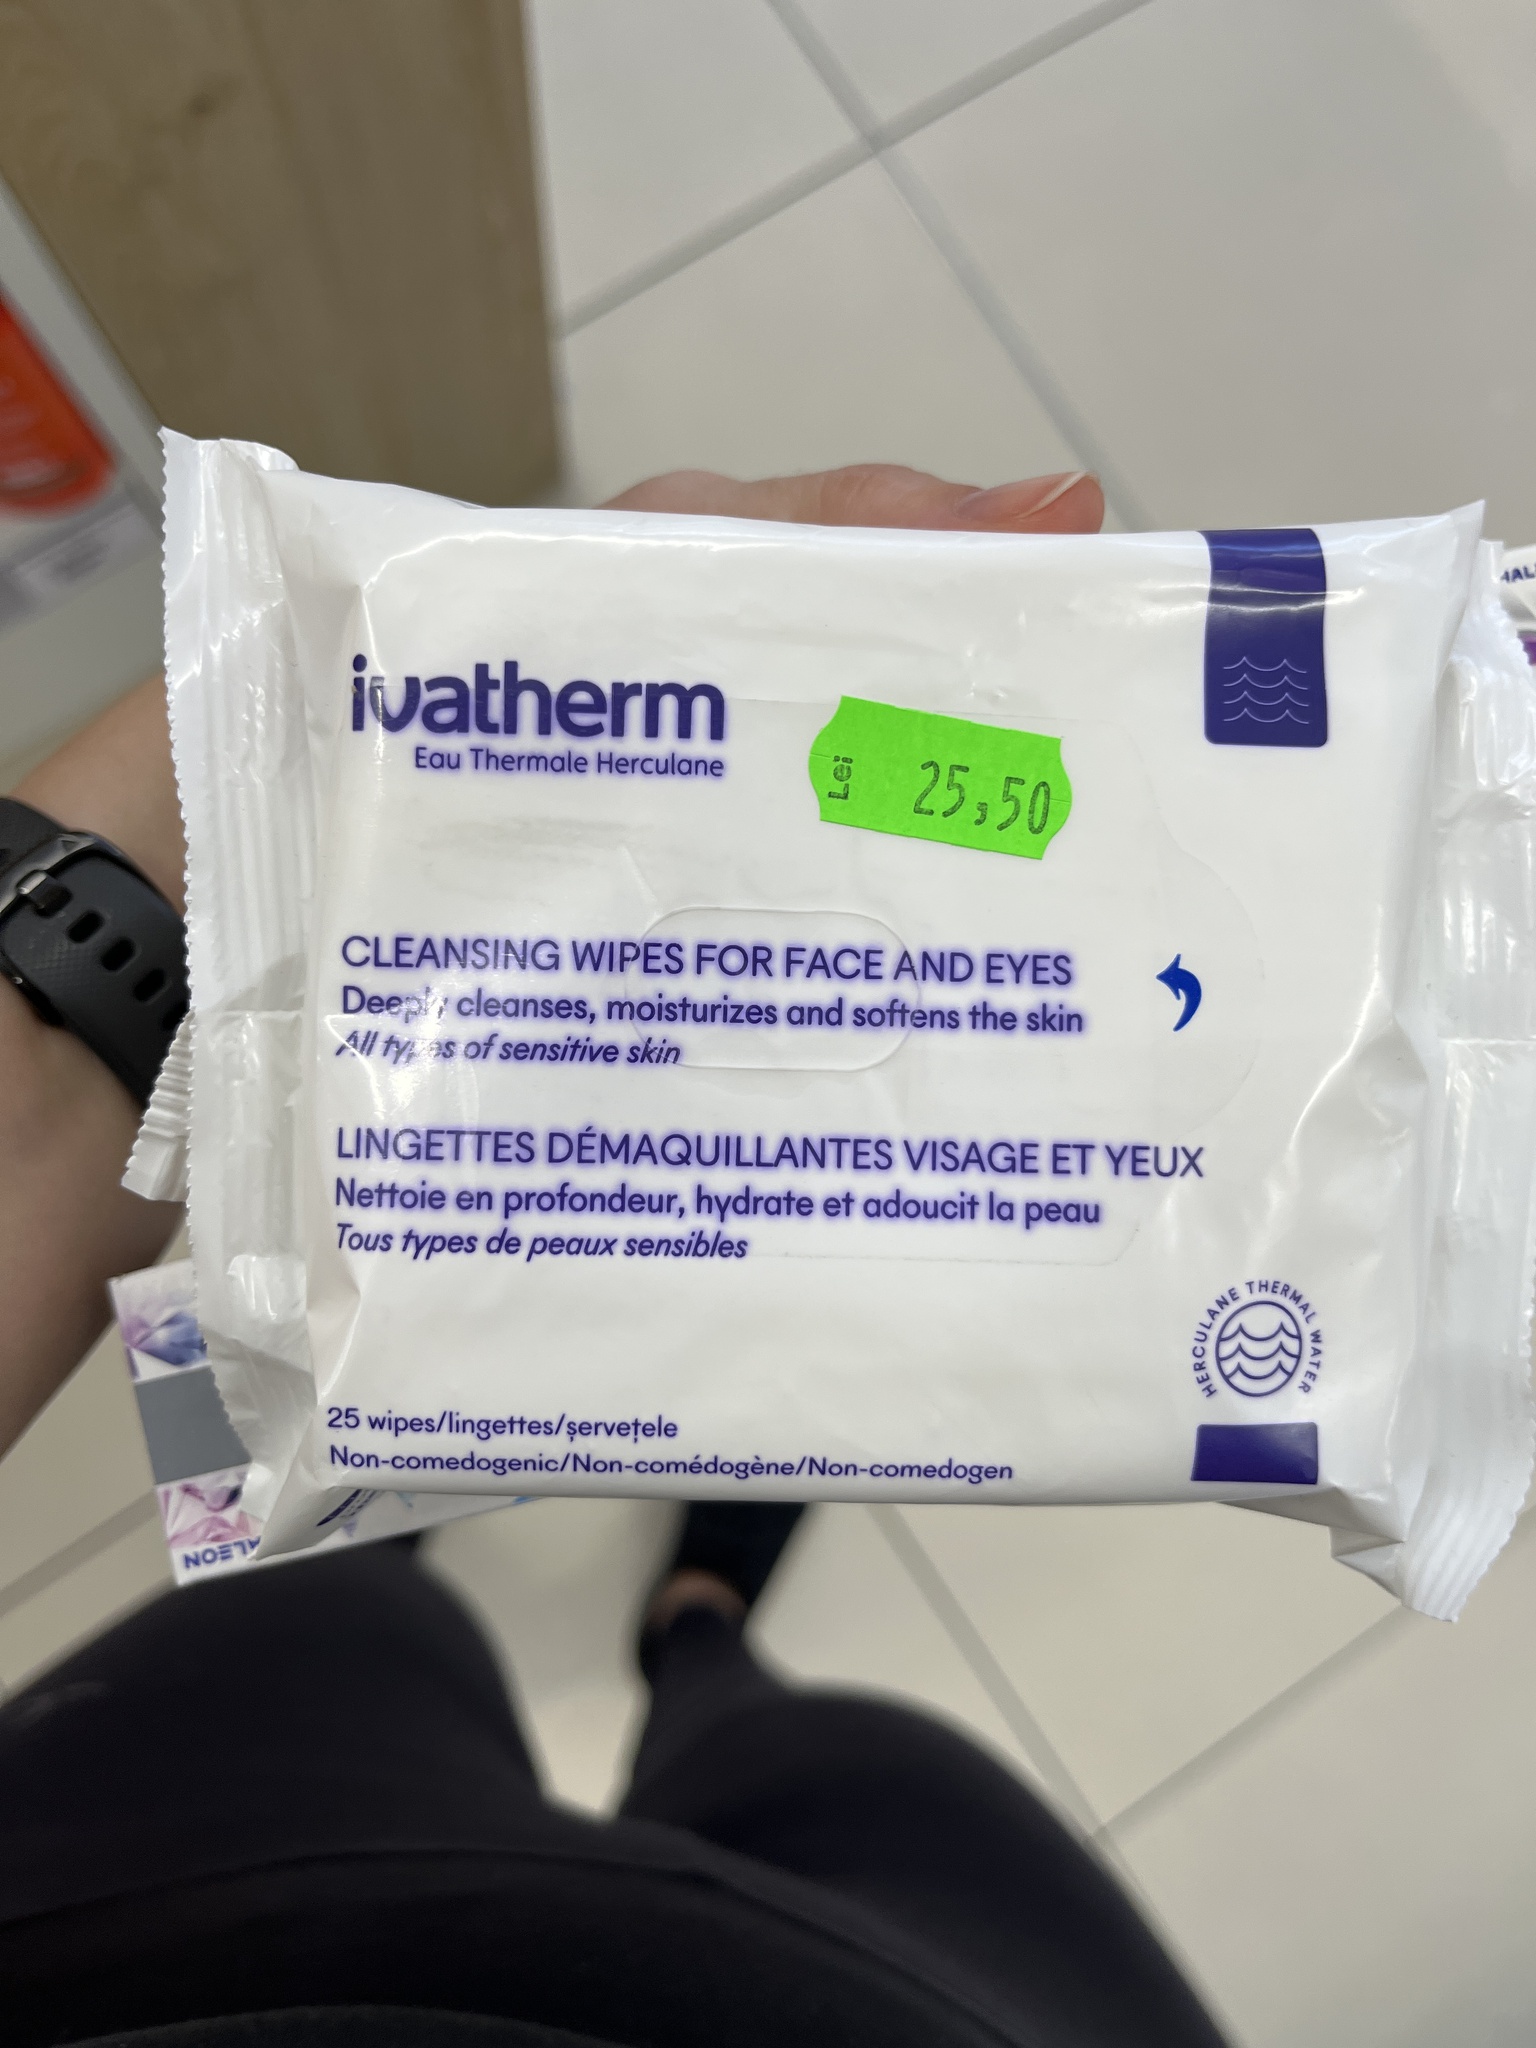 HAL
ivatherm
Eau Thermale Herculane
Lei 25,50
CLEANSING WIPES FOR FACE AND EYES
Deeply cleanses, moisturizes and softens the skin
All types of sensitive skin
LINGETTES DÉMAQUILLANTES VISAGE ET YEUX
Nettoie en profondeur, hydrate et adoucit la peau
Tous types de peaux sensibles
HERCULANE THERMAL WATER
25 wipes/lingettes/șervețele
Non-comedogenic/Non-comédogène/Non-comedogen
ALEON